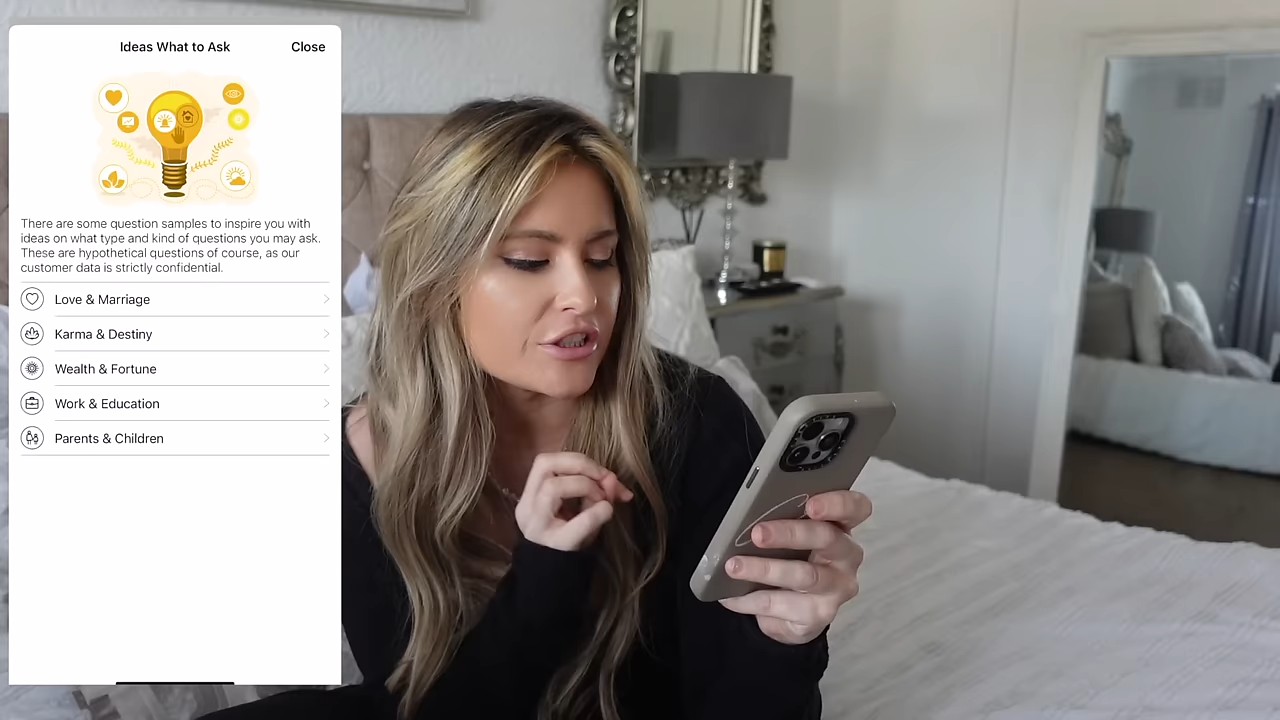 Ideas What to Ask
Close
There are some question samples to inspire you with
ideas on what type and kind of questions you may ask.
These are hypothetical questions of course, as our
customer data is strictly confidential.
Love & Marriage
Karma & Destiny
Wealth & Fortune
Work & Education
Parents & Children